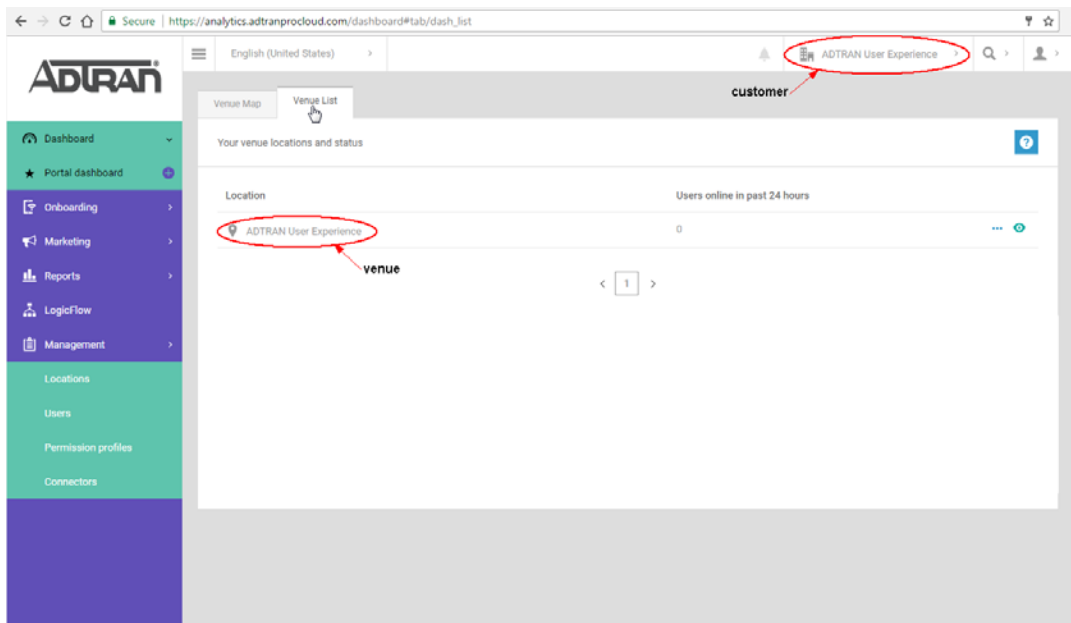 Secure | https://analytics.adtranprocloud.com/dashboard#tab/dash_list
ADTRAN
English (United States)
ADTRAN User Experience
customer
Venue Map
Venue List
Dashboard
Your venue locations and status
?
Portal dashboard
Location
Users online in past 24 hours
Onboarding
ADTRAN User Experience
0
Marketing
venue
Reports
< 1 >
LogicFlow
Management
Locations
Users
Permission profiles
Connectors